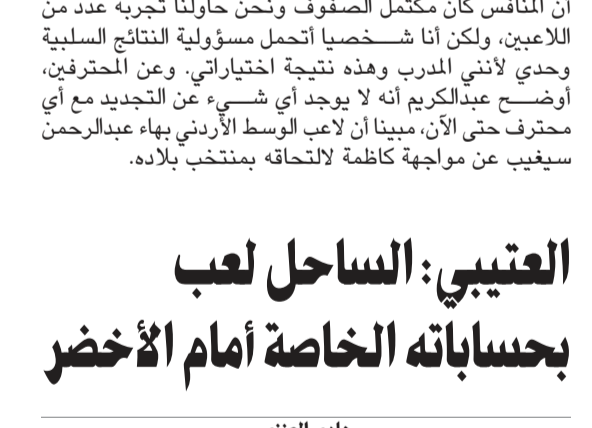 أن المنافس كان مكتمل الصفوف ونحن حاولنا تجربة عدد من
اللاعبين، ولكن أنا شخصيا أتحمل مسؤولية النتائج السلبية
وحدي لأنني المدرب وهذه نتيجة اختياراتي. وعن المحترفين،
أوضح عبدالكريم أنه لا يوجد أي شيء عن التجديد مع أي
محترف حتى الآن، مبينا أن لاعب الوسط الأردني بهاء عبدالرحمن
سيغيب عن مواجهة كاظمة لالتحاقه بمنتخب بلاده.
العتيبي: الساحل لعب
بحساباته الخاصة أمام الأخضر